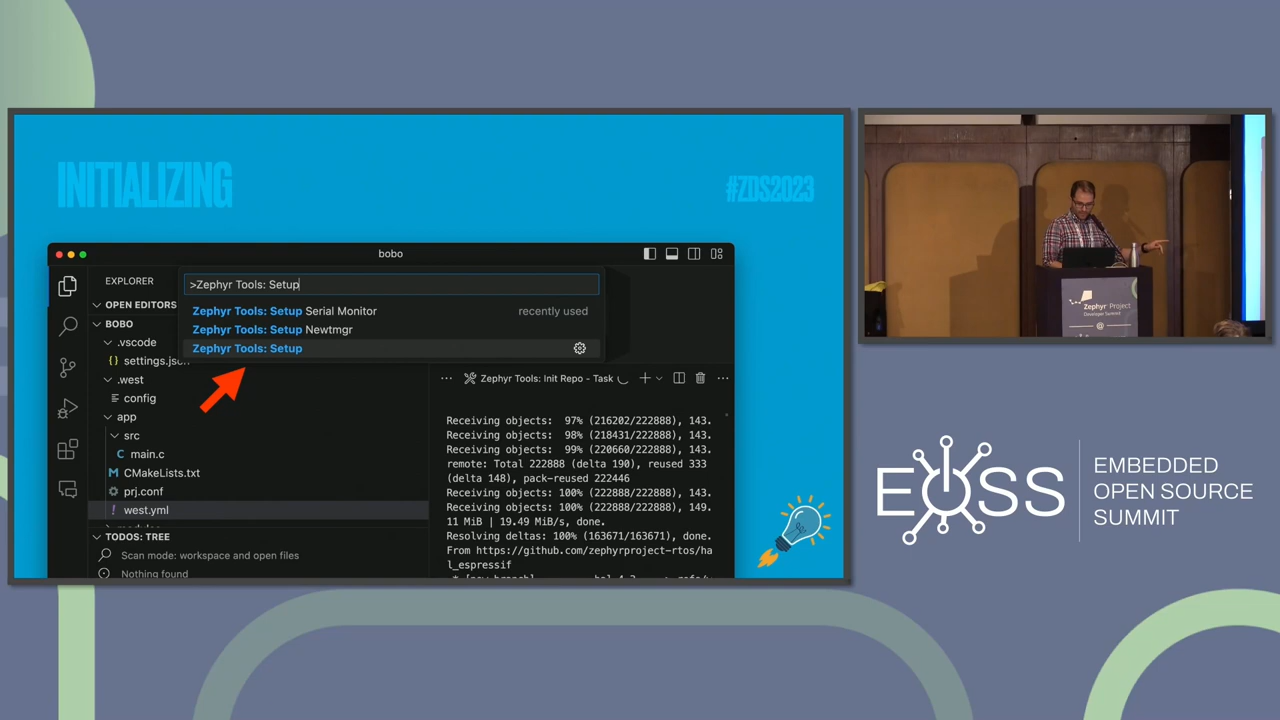 INITIALIZING
#ZDS2023
bobo
EXPLORER
OPEN EDITORS
BOBO
.vscode
{} settings.json
.west
config
app
src
C main.c
M CMakeLists.txt
prj.conf
! west.yml
TODOS: TREE
Scan mode: workspace and open files
Nothing found
>Zephyr Tools: Setup
Zephyr Tools: Setup Serial Monitor recently used
Zephyr Tools: Setup Newtmgr
Zephyr Tools: Setup
Zephyr Tools: Init Repo - Task
Receiving objects: 97% (216202/222888), 143.
Receiving objects: 98% (218431/222888), 143.
Receiving objects: 99% (220660/222888), 143.
remote: Total 222888 (delta 190), reused 333
(delta 148), pack-reused 222446
Receiving objects: 100% (222888/222888), 143.
Receiving objects: 100% (222888/222888), 149.
11 MiB | 19.49 MiB/s, done.
Resolving deltas: 100% (163671/163671), done.
From https://github.com/zephyrproject-rtos/ha
l_espressif
Zephyr Project
Developer Summit
@
EOSS
EMBEDDED
OPEN SOURCE
SUMMIT